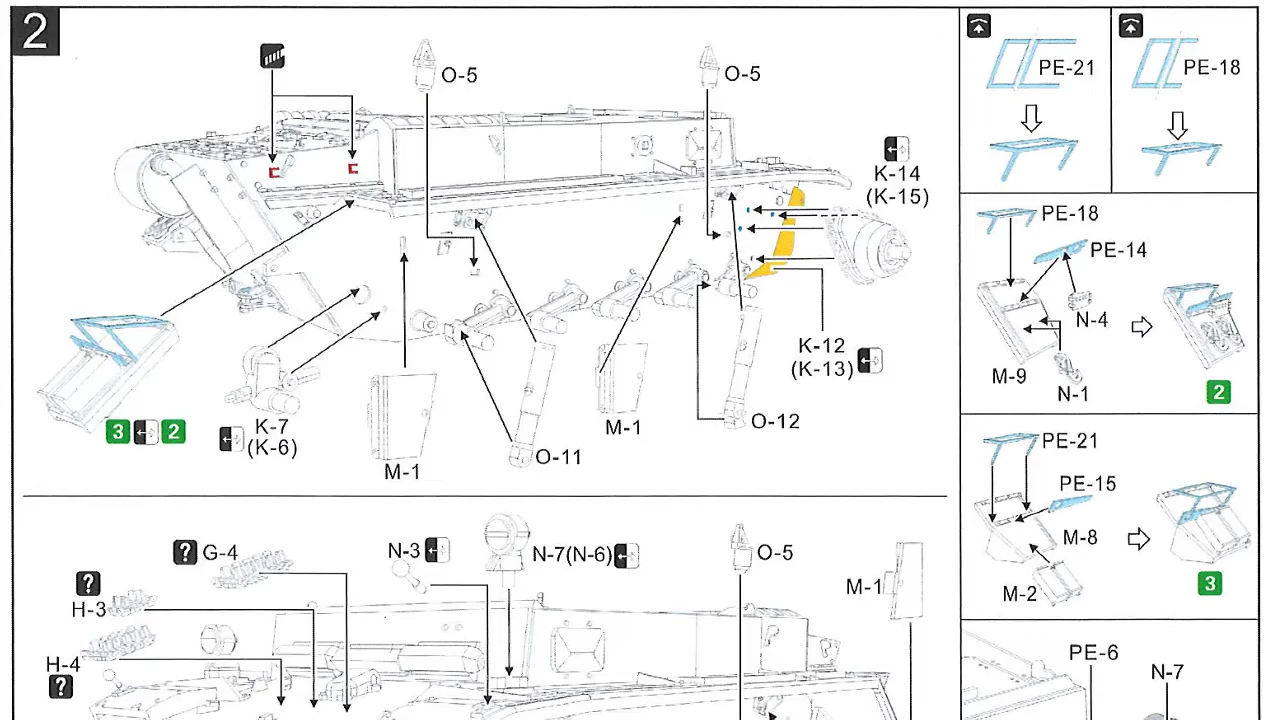 2
O-5
O-5
K-14
(K-15)
K-12
(K-13)
3 2
K-7
(K-6)
M-1
O-11
M-1
O-12
PE-21
PE-18
PE-18
PE-14
N-4
M-9
N-1
2
PE-21
PE-15
M-8
M-2
3
? G-4
N-3
N-7(N-6)
O-5
M-1
?
H-3
H-4
?
PE-6
N-7